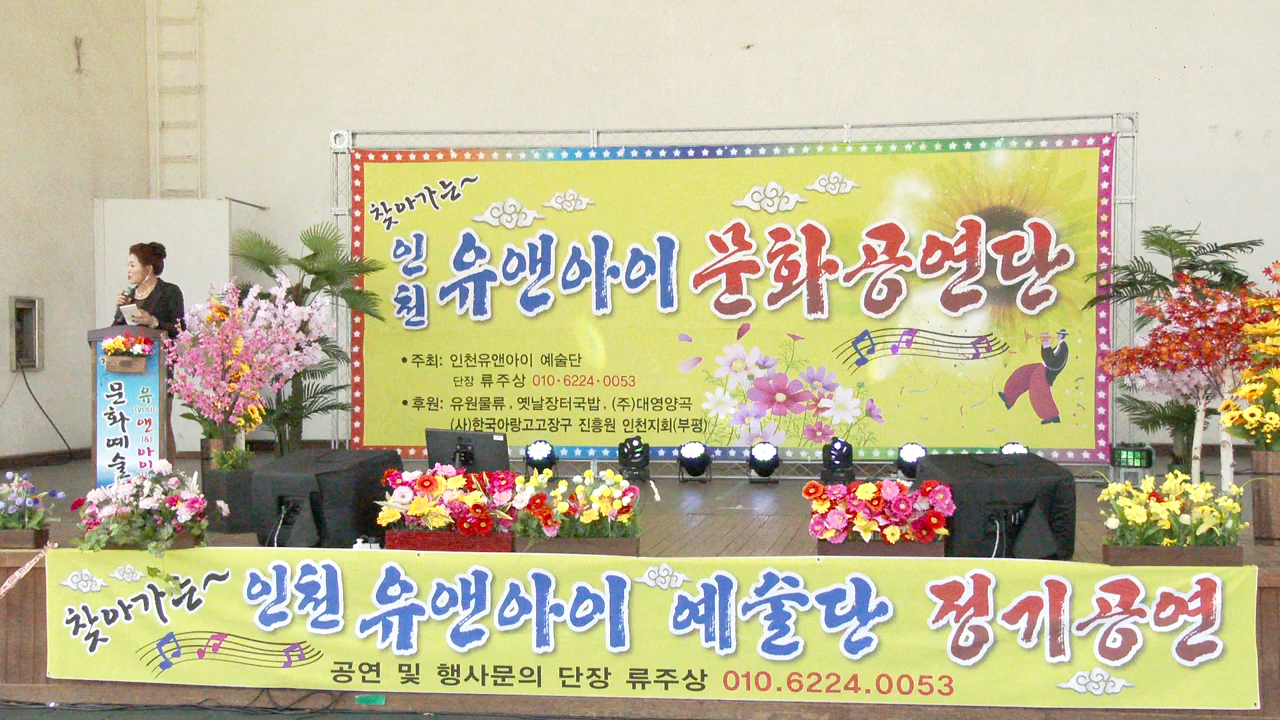 찾아가는~
인천 유앤아이 문화공연단
• 주최: 인천유앤아이 예술단
단장 류주상 010·6224·0053
• 후원: 유원물류, 옛날장터국밥, (주)대영양곡
(사)한국아랑고고장구 진흥원 인천지회(부평)
유(you)앤(&)아이
문화예술
찾아가는~ 인천 유앤아이 예술단 정기공연
공연 및 행사문의 단장 류주상 010.6224.0053